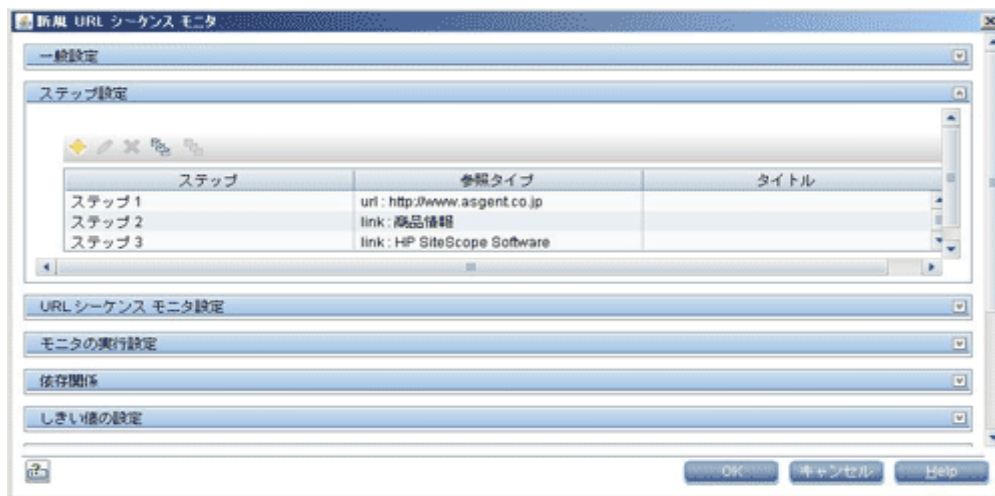 新規 URL シーケンス モニタ
一般設定
ステップ設定
ステップ 参照タイプ タイトル
ステップ 1 url : http://www.asgent.co.jp
ステップ 2 link : 商品情報
ステップ 3 link : HP SiteScope Software
URL シーケンス モニタ設定
モニタの実行設定
依存関係
しきい値の設定
OK キャンセル Help